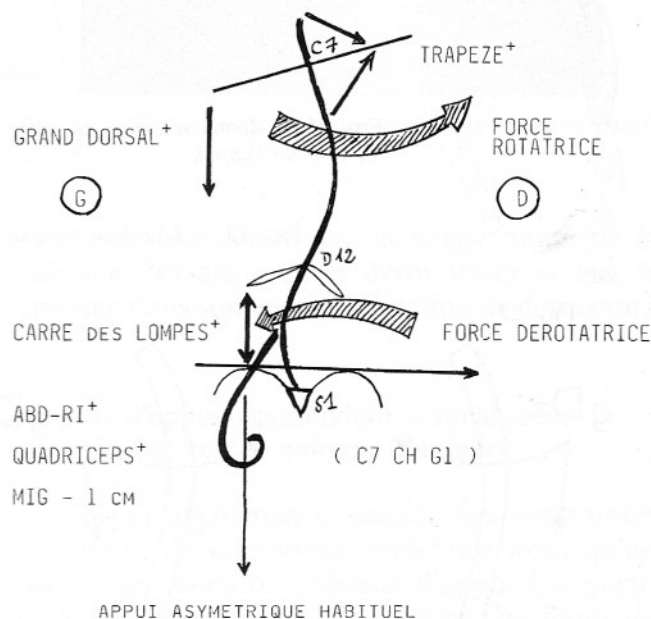 C7
TRAPEZE+
GRAND DORSAL+
FORCE
ROTATRICE
G
D
D12
CARRE DES LOMPES+
FORCE DEROTATRICE
S1
ABD-RI+
QUADRICEPS+
( C7 CH G1 )
MIG - 1 CM
APPUI ASYMETRIQUE HABITUEL